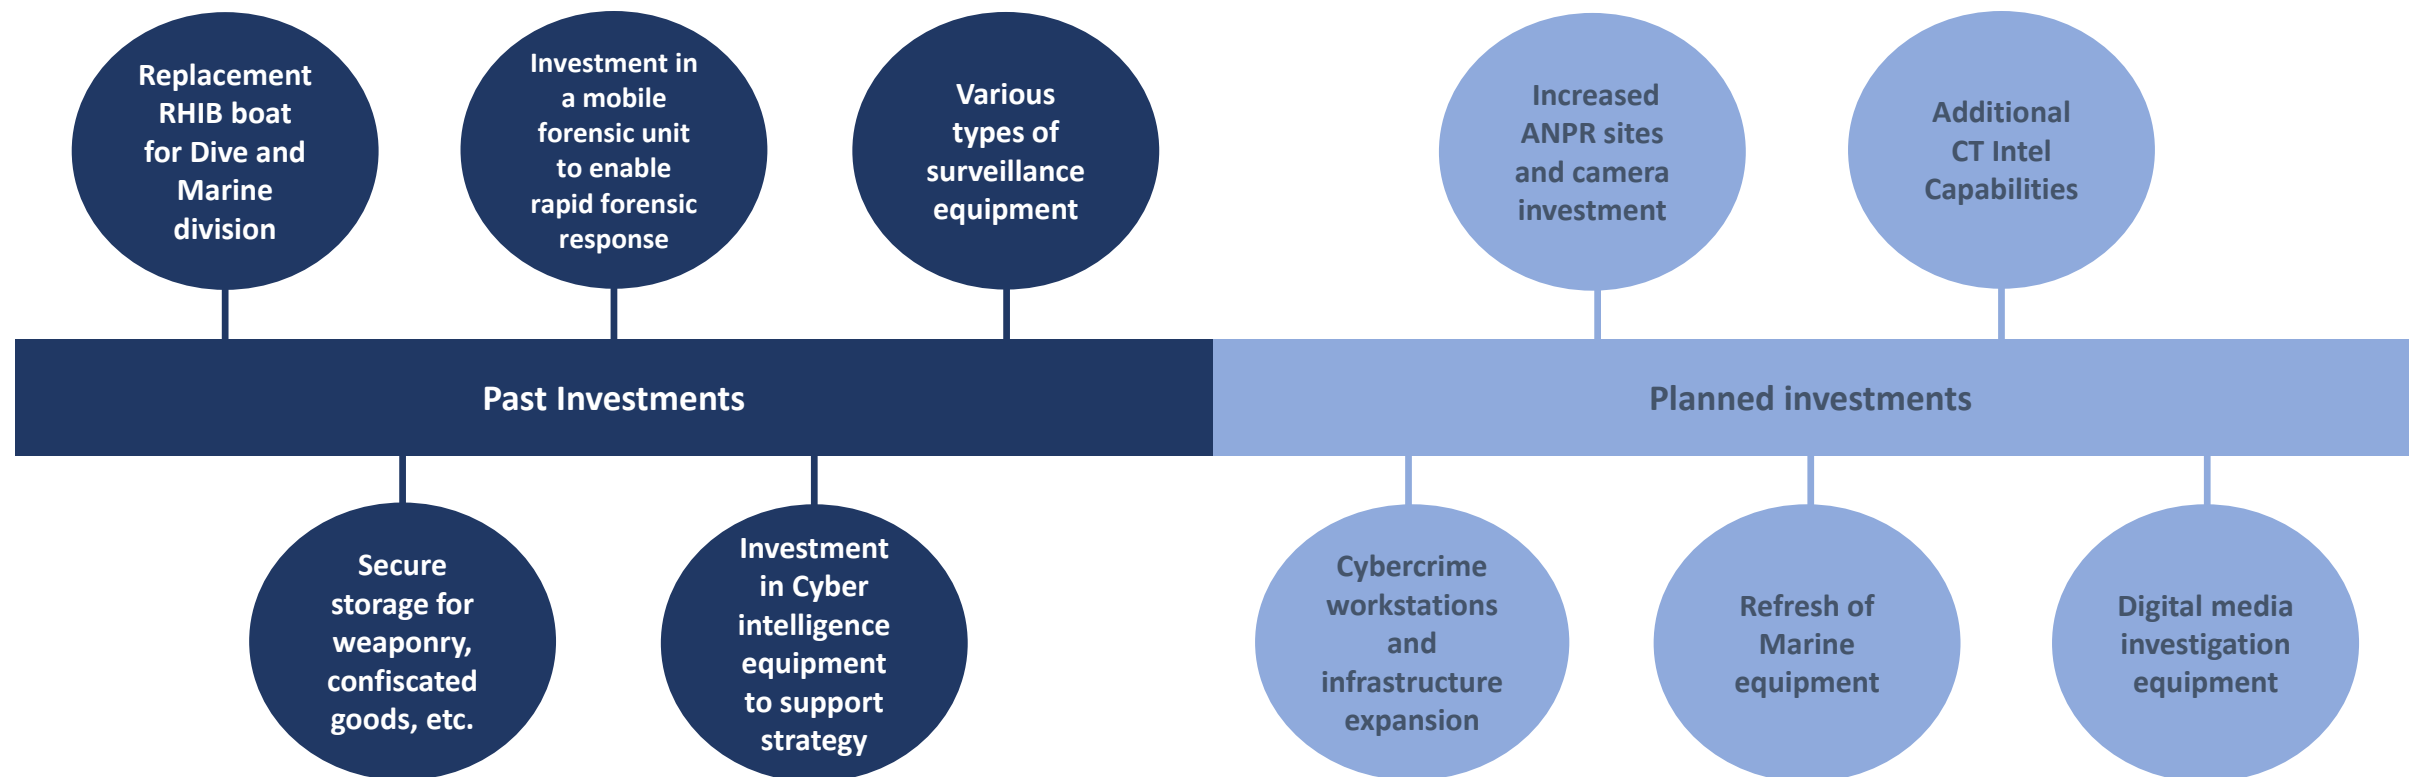 Replacement
RHIB boat
for Dive and
Marine
division
Investment in
a mobile
forensic unit
to enable
rapid forensic
response
Various
types of
surveillance
equipment
Increased
ANPR sites
and camera
investment
Additional
CT Intel
Capabilities
Past Investments
Planned investments
Secure
storage for
weaponry,
confiscated
goods, etc.
Investment
in Cyber
intelligence
equipment
to support
strategy
Cybercrime
workstations
and
infrastructure
expansion
Refresh of
Marine
equipment
Digital media
investigation
equipment